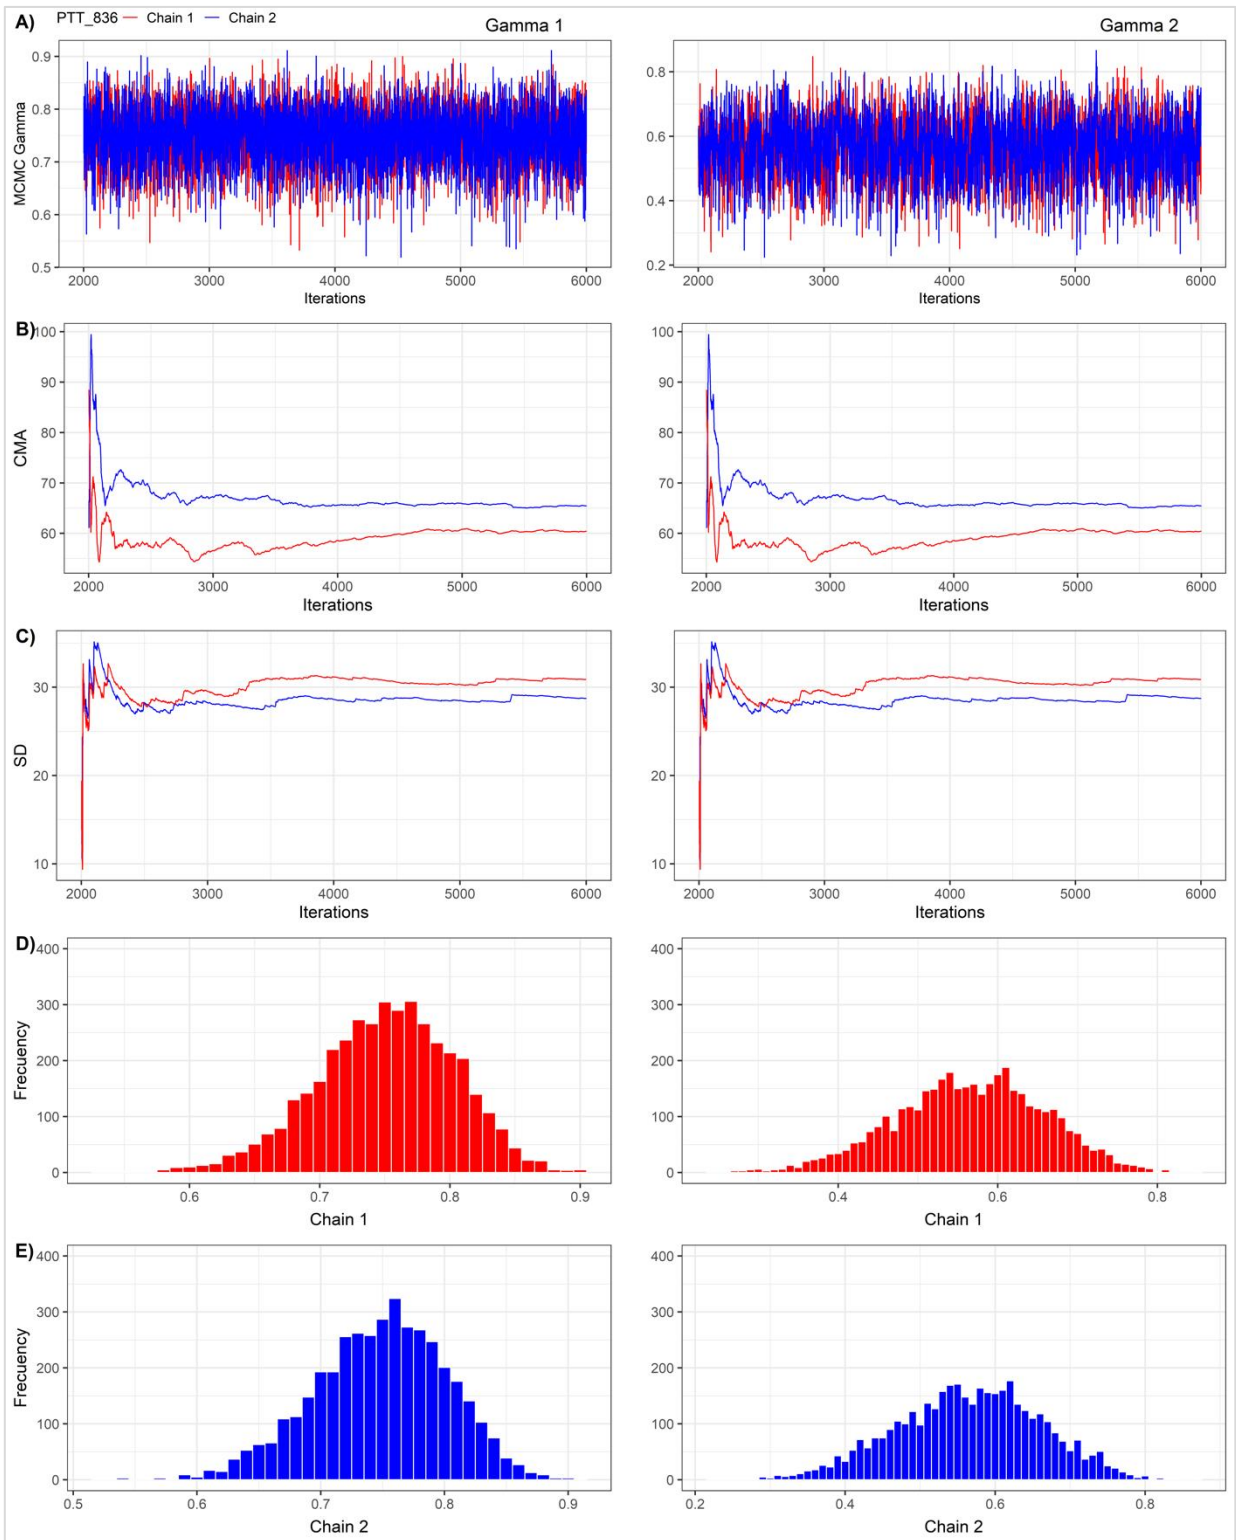 A) PTT_836 Chain 1 Chain 2
Gamma 1
Gamma 2
MCMC Gamma
0.9
0.8
0.7
0.6
0.5
2000 3000 4000 5000 6000
Iterations
0.8
0.6
0.4
0.2
2000 3000 4000 5000 6000
Iterations
B)
CMA
100
90
80
70
60
2000 3000 4000 5000 6000
Iterations
100
90
80
70
60
2000 3000 4000 5000 6000
Iterations
C)
SD
30
20
10
2000 3000 4000 5000 6000
Iterations
30
20
10
2000 3000 4000 5000 6000
Iterations
D)
Frecuency
400
300
200
100
0
0.6 0.7 0.8 0.9
Chain 1
400
300
200
100
0
0.4 0.6 0.8
Chain 1
E)
Frecuency
400
300
200
100
0
0.5 0.6 0.7 0.8 0.9
Chain 2
400
300
200
100
0
0.2 0.4 0.6 0.8
Chain 2